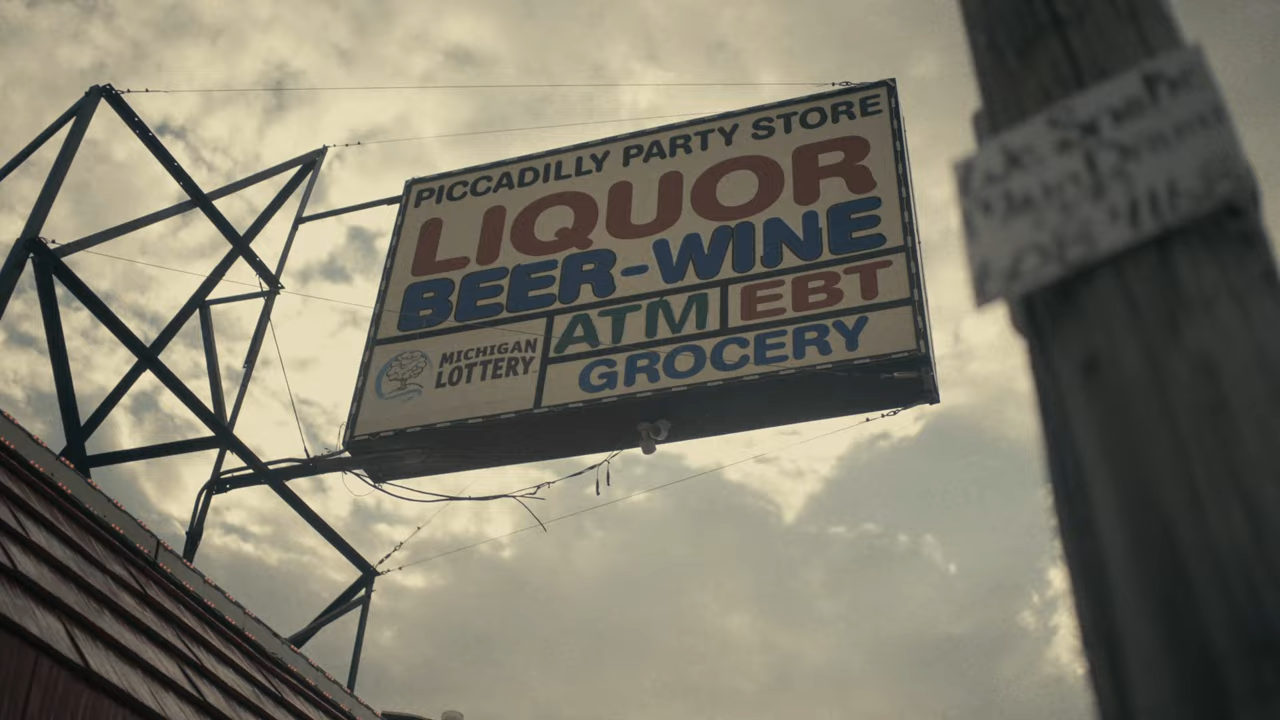 PICCADILLY PARTY STORE
LIQUOR
BEER-WINE
ATM EBT
MICHIGAN
LOTTERY
GROCERY